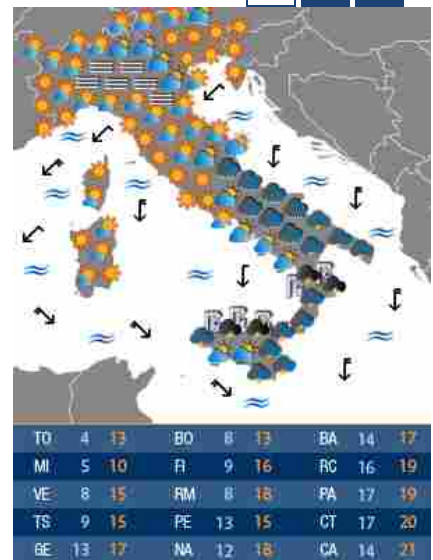 TO 4 13 BO 8 13 BA 14 17
MI 5 10 FI 9 16 RC 16 19
VE 8 15 RM 8 18 PA 17 19
TS 9 15 PE 13 15 CT 17 20
GE 13 17 NA 12 18 CA 14 21